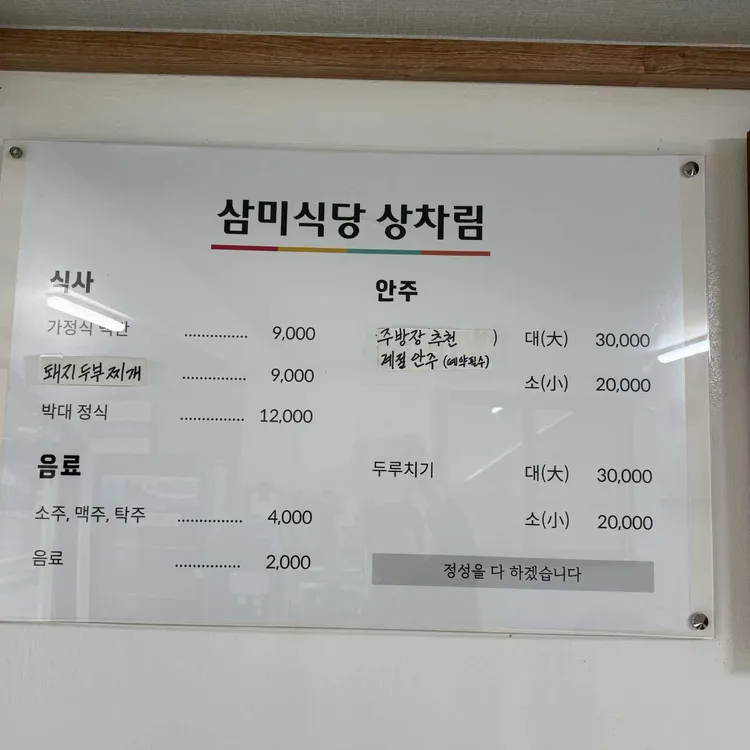 삼미식당 상차림
식사
가정식 백반 ............... 9,000
돼지두부찌개 ............... 9,000
박대 정식 ............... 12,000
음료
소주, 맥주, 탁주 ............... 4,000
음료 ............... 2,000
안주
주방장 추천 ) 대(大) 30,000
계절 안주 (예약필수)
소(小) 20,000
두루치기 대(大) 30,000
소(小) 20,000
정성을 다 하겠습니다